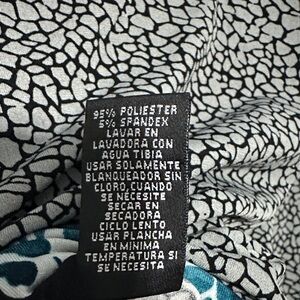 95% POLIESTER
5% SPANDEX
LAVAR EN
LAVADORA CON
AGUA TIBIA
USAR SOLAMENTE
BLANQUEADOR SIN
CLORO, CUANDO
SE NECESITE
SECAR EN
SECADORA
CICLO LENTO
USAR PLANCHA
EN MINIMA
TEMPERATURA SI
SE NECESITA